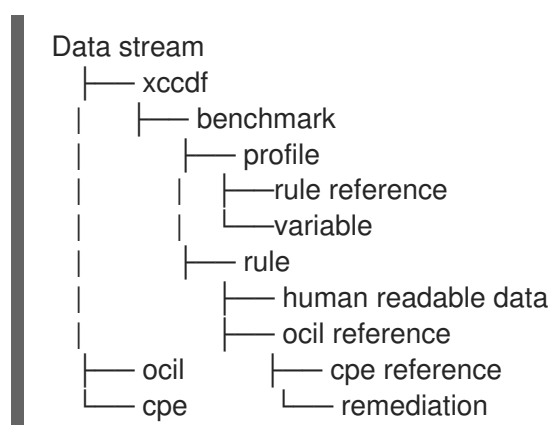 Data stream
├── xccdf
|      ├── benchmark
|            ├── profile
|            |    ├──rule reference
|            |    └──variable
|            ├── rule
|                 ├── human readable data
|                 ├── ocil reference
├── ocil          ├── cpe reference
└── cpe           └── remediation